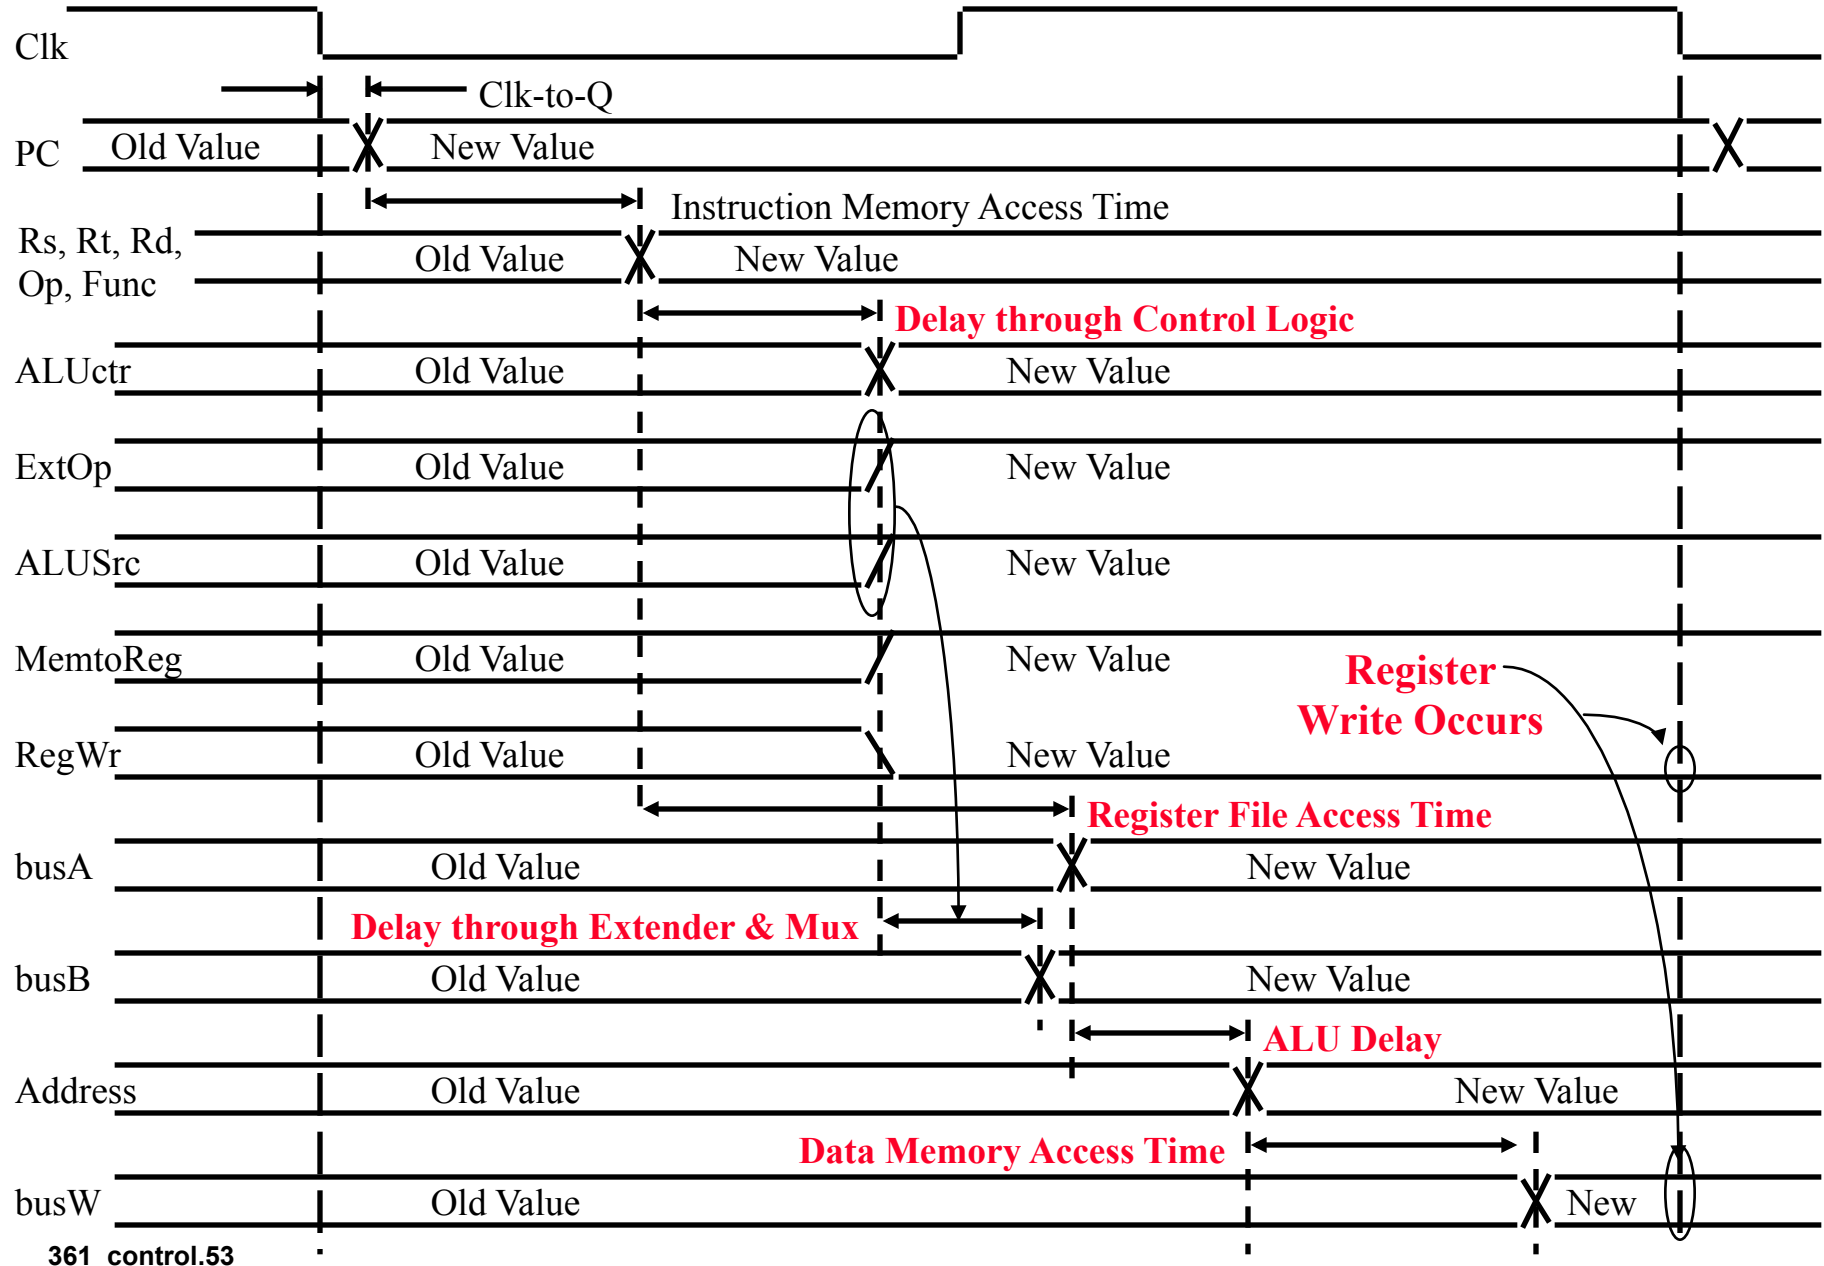 Clk
Clk-to-Q
PC Old Value New Value
Instruction Memory Access Time
Rs, Rt, Rd,
Op, Func Old Value New Value
Delay through Control Logic
ALUctr Old Value New Value
ExtOp Old Value New Value
ALUSrc Old Value New Value
MemtoReg Old Value New Value
Register
Write Occurs
RegWr Old Value New Value
Register File Access Time
busA Old Value New Value
Delay through Extender & Mux
busB Old Value New Value
ALU Delay
Address Old Value New Value
Data Memory Access Time
busW Old Value New
361 control.53